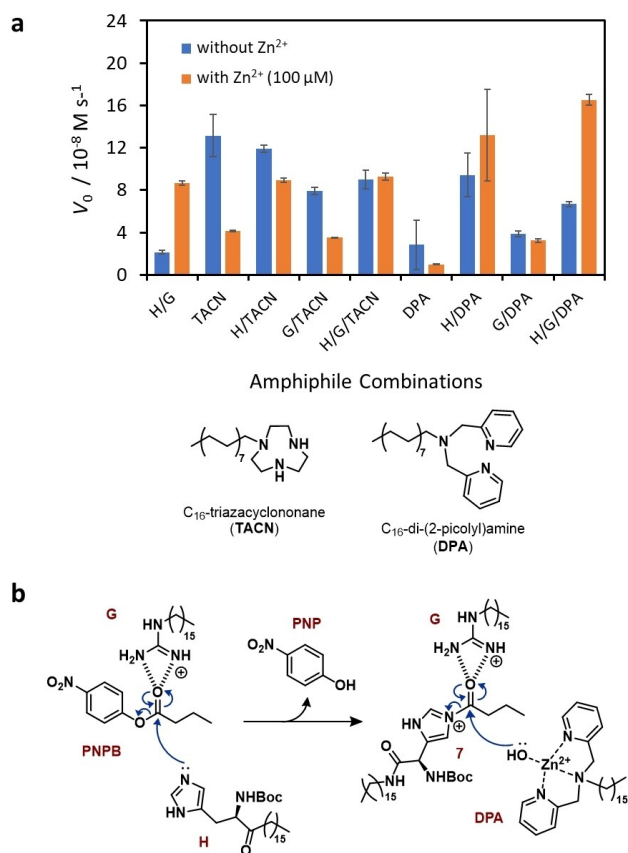 a
24
20
16
12
8
4
0
V0 / 10-8 M s-1
without Zn2+
with Zn2+ (100 µM)
H/G
TACN
H/TACN
G/TACN
H/G/TACN
DPA
H/DPA
G/DPA
H/G/DPA
Amphiphile Combinations
7
N
NH
N
H
C16-triazacyclononane
(TACN)
7
N
N
N
C16-di-(2-picolyl)amine
(DPA)
b
G
NH
15
H2N
NH
O2N
O
O
PNPB
N
HN
NHBoc
H
O
15
PNP
O2N
OH
G
NH
15
H2N
NH
O
HN
N
7
O
HN
NHBoc
15
HO
Zn2+
N
N
N
15
DPA